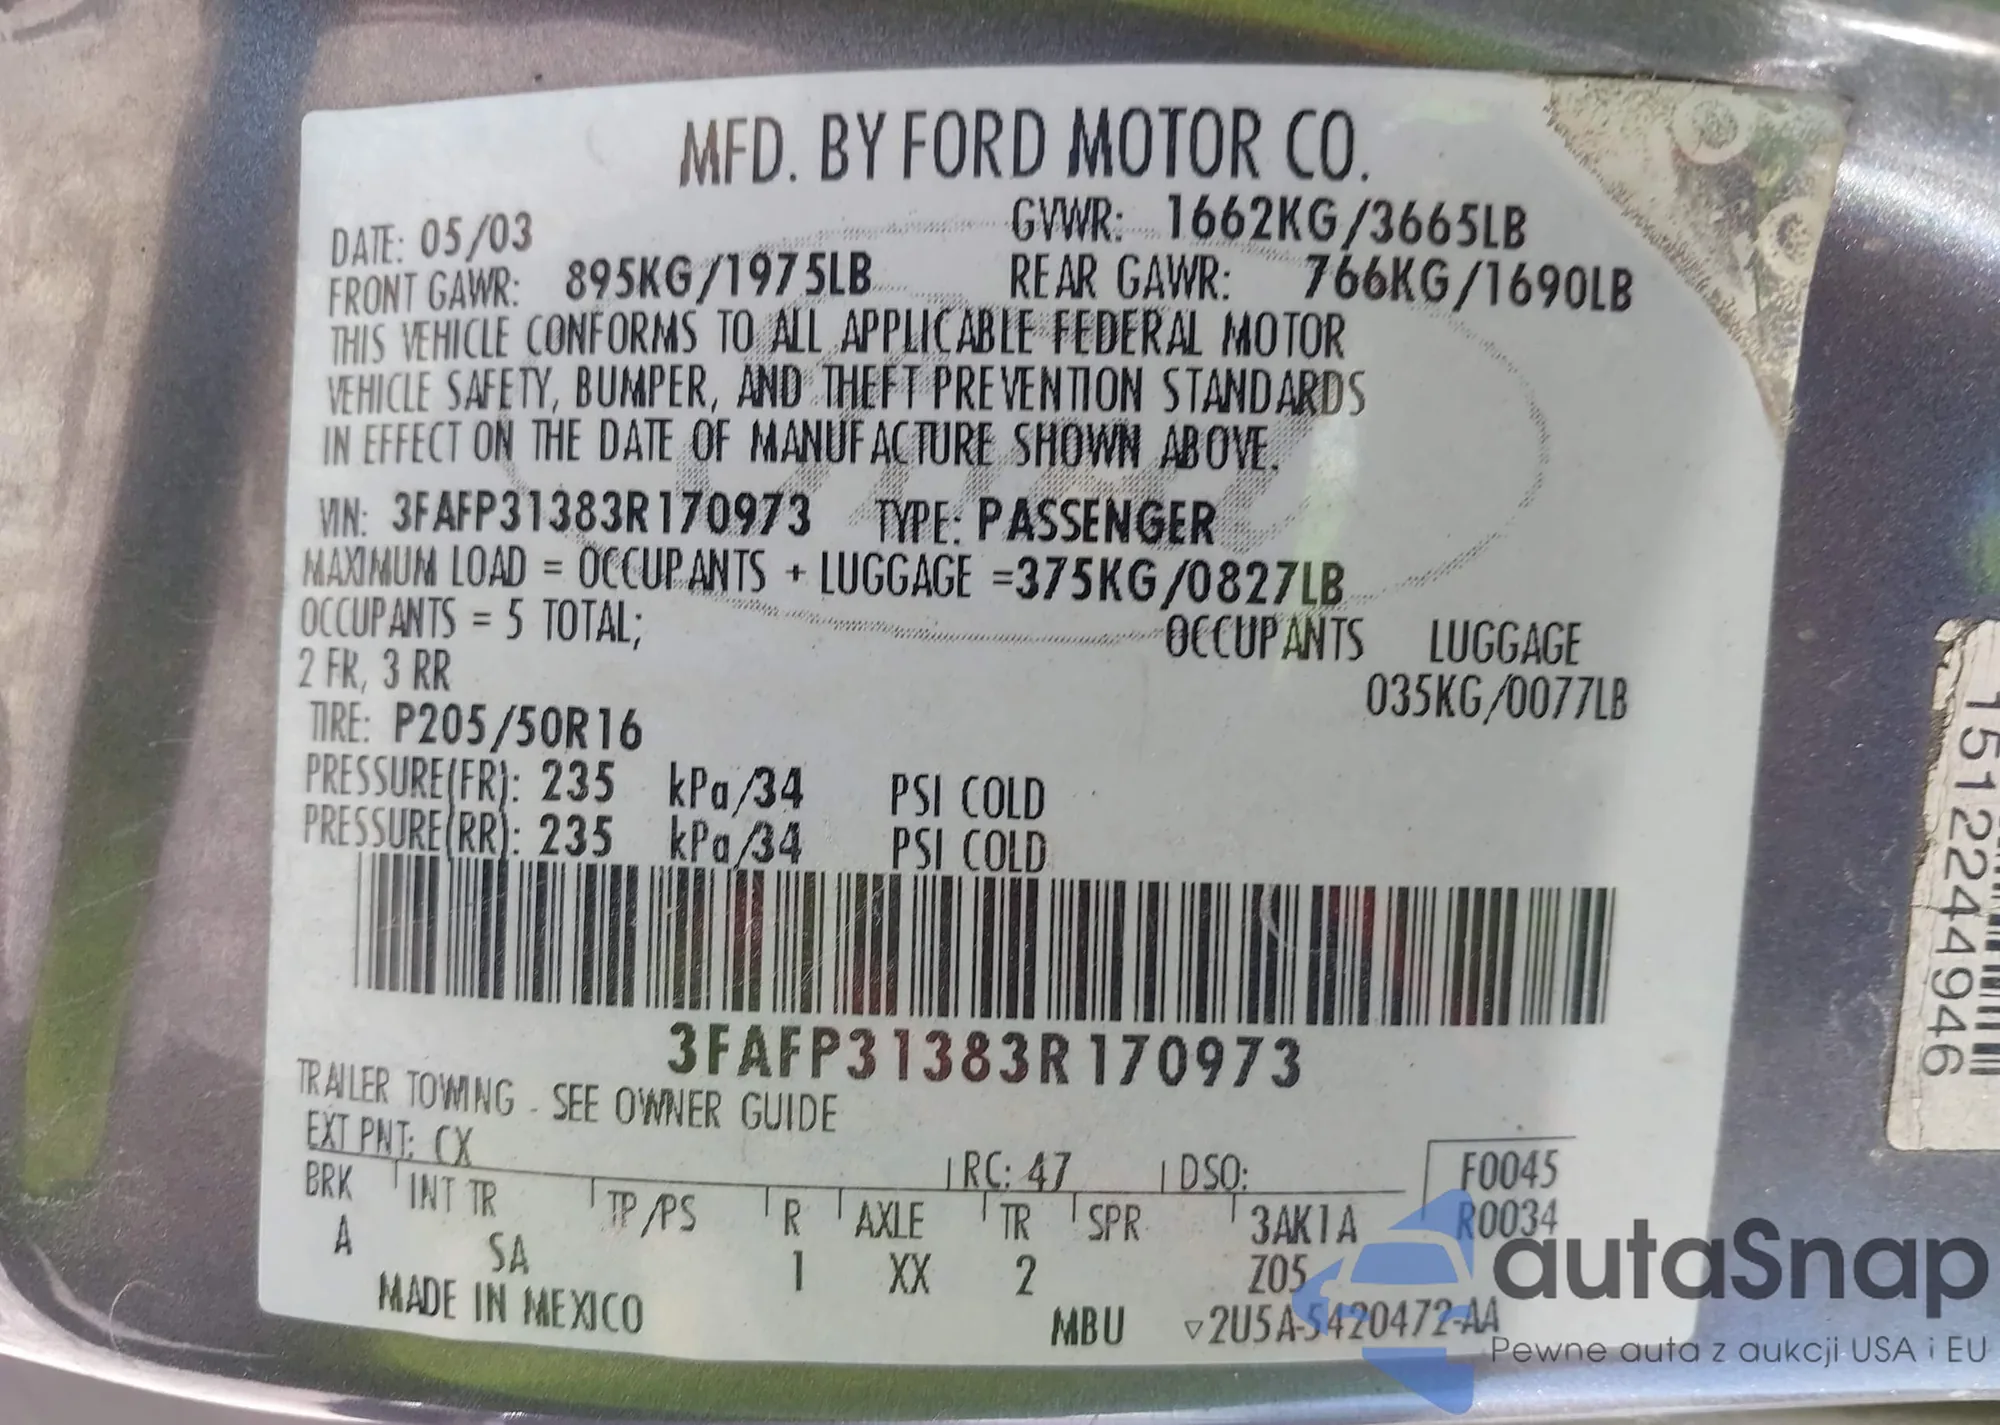 MFD. BY FORD MOTOR CO.
DATE: 05/03 GVWR: 1662KG/3665LB
FRONT GAWR: 895KG/1975LB REAR GAWR: 766KG/1690LB
THIS VEHICLE CONFORMS TO ALL APPLICABLE FEDERAL MOTOR
VEHICLE SAFETY, BUMPER, AND THEFT PREVENTION STANDARDS
IN EFFECT ON THE DATE OF MANUFACTURE SHOWN ABOVE.
VIN: 3FAFP31383R170973 TYPE: PASSENGER
MAXIMUM LOAD = OCCUPANTS + LUGGAGE =375KG/0827LB
OCCUPANTS = 5 TOTAL; OCCUPANTS LUGGAGE
2 FR, 3 RR 035KG/0077LB
TIRE: P205/50R16
PRESSURE(FR): 235 kPa/34 PSI COLD
PRESSURE(RR): 235 kPa/34 PSI COLD
3FAFP31383R170973
TRAILER TOWING - SEE OWNER GUIDE
EXT PNT: CX RC: 47 DSO: F0045
BRK INT TR TP/PS R AXLE TR SPR 3AK1A R0034
A SA 1 XX 2 Z05
MADE IN MEXICO MBU ▽2U5A-5420472-AA
1512244946
autaSnap
Pewne auta z aukcji USA i EU